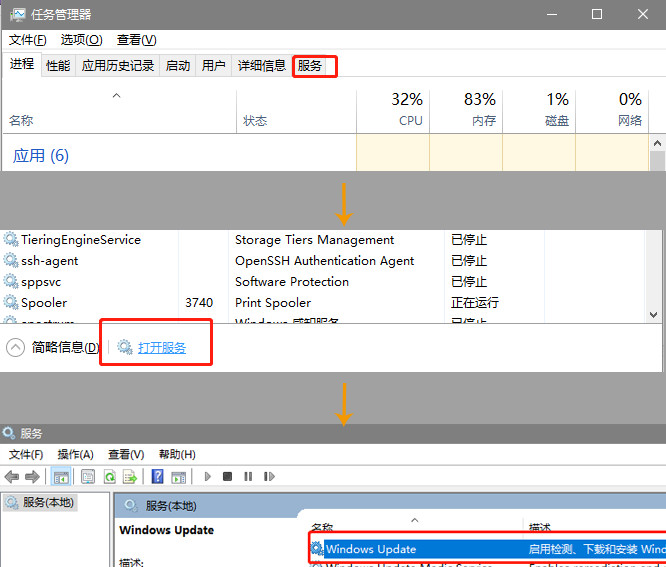 任务管理器
文件(F) 选项(O) 查看(V)
进程 性能 应用历史记录 启动 用户 详细信息 服务
32% 83% 1% 0%
名称 状态 CPU 内存 磁盘 网络
应用 (6)
TieringEngineService Storage Tiers Management 已停止
ssh-agent OpenSSH Authentication Agent 已停止
sppsvc Software Protection 已停止
Spooler 3740 Print Spooler 正在运行
spectrum Windows 感知服务 已停止
简略信息(D) 打开服务
服务
文件(F) 操作(A) 查看(V) 帮助(H)
服务(本地) 服务(本地)
Windows Update 名称 描述
Windows Update 启用检测、下载和安装 Wind
描述: